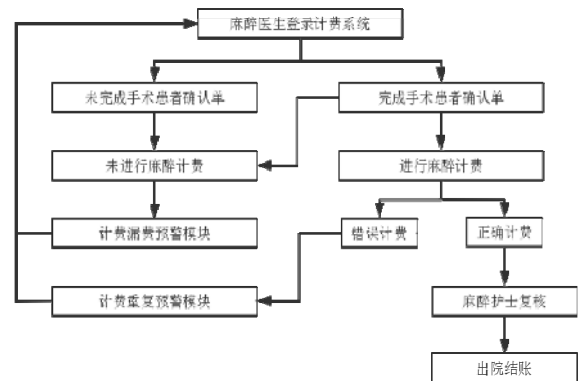 麻醉医生登录计费系统
未完成手术患者确认单
完成手术患者确认单
未进行麻醉计费
进行麻醉计费
计费漏费预警模块
错误计费
正确计费
计费重复预警模块
麻醉护士复核
出院结账